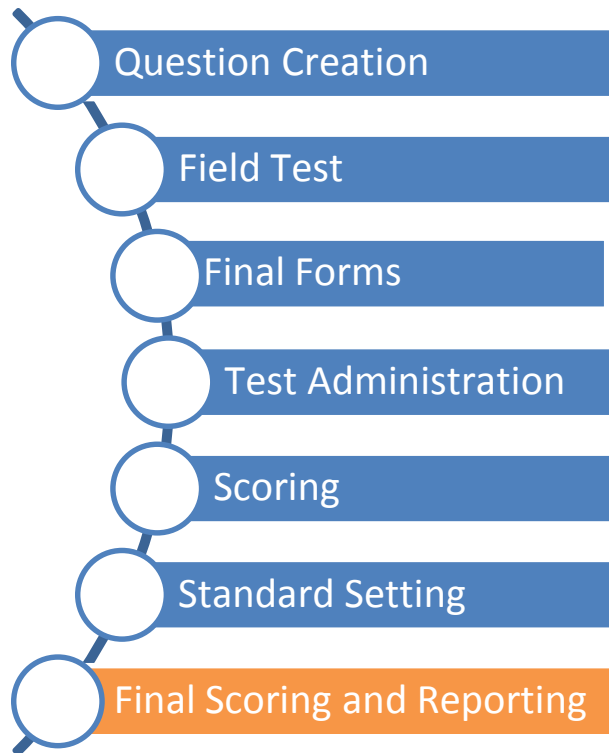 Question Creation
Field Test
Final Forms
Test Administration
Scoring
Standard Setting
Final Scoring and Reporting